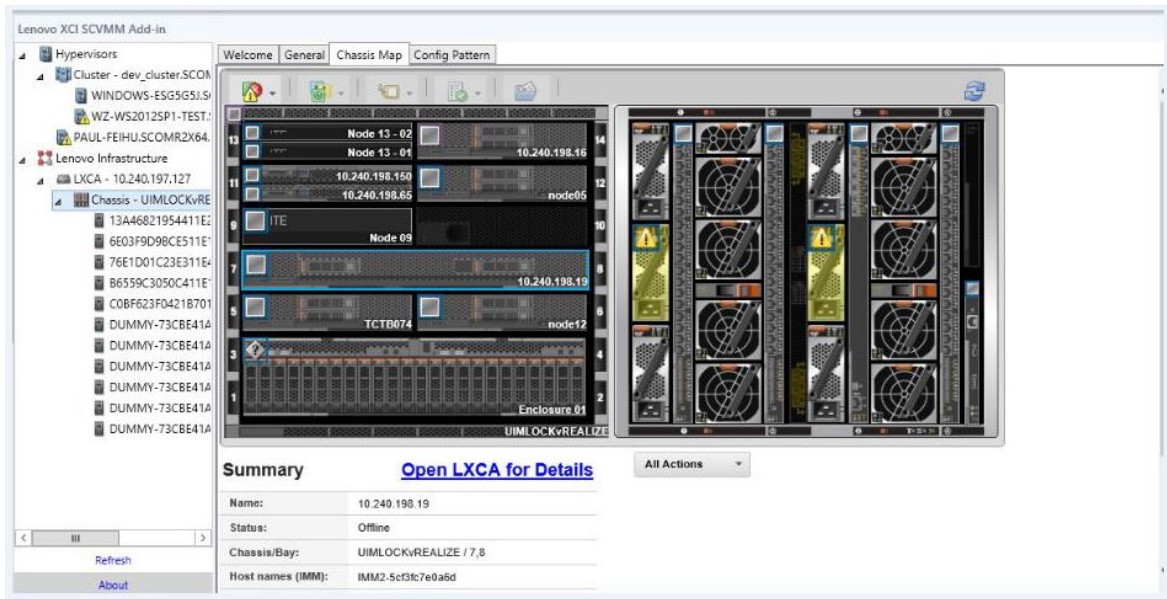 Lenovo XCI SCVMM Add-in
Hypervisors
Cluster - dev_cluster.SCOM
WINDOWS-ESG5G5J.S
WZ-WS2012SP1-TEST.
PAUL-FEIHU.SCOMR2X64.
Lenovo Infrastructure
LXCA - 10.240.197.127
Chassis - UIMLOCKvRE
13A46821954411E2
6E03F9D9BCE511E
76E1D01C23E311E4
B6559C3050C411E
C0BF623F0421B701
DUMMY-73CBE41A
DUMMY-73CBE41A
DUMMY-73CBE41A
DUMMY-73CBE41A
DUMMY-73CBE41A
DUMMY-73CBE41A
Refresh
About
Welcome General Chassis Map Config Pattern
13 Node 13 - 02 14
Node 13 - 01 10.240.198.16
11 10.240.198.150 12
10.240.198.65 node05
9 ITE 10
Node 09
7 8
10.240.198.19
5 6
TCTB074 node12
3 4
1 2
Enclosure 01
UIMLOCKvREALIZE
Summary Open LXCA for Details All Actions
Name: 10.240.198.19
Status: Offline
Chassis/Bay: UIMLOCKvREALIZE / 7,8
Host names (IMM): IMM2-5cf3fc7e0a6d